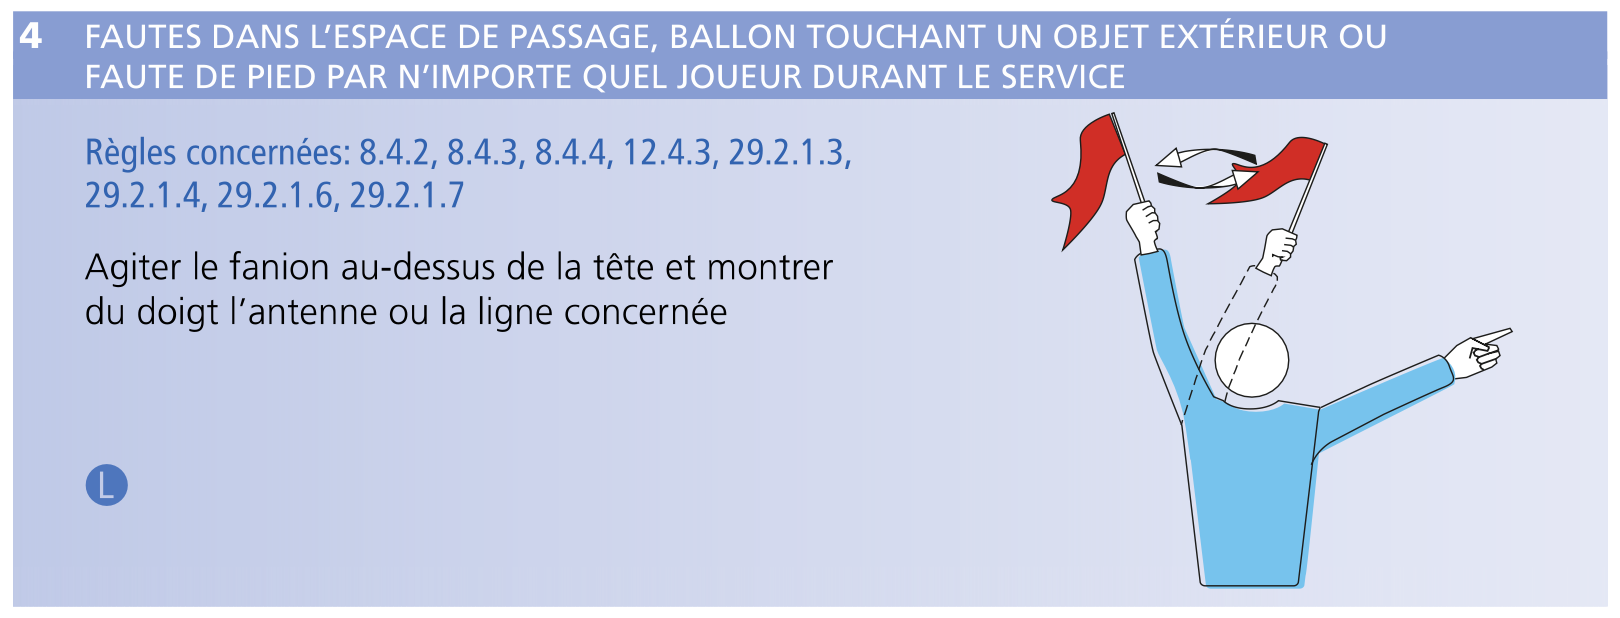 4 FAUTES DANS L’ESPACE DE PASSAGE, BALLON TOUCHANT UN OBJET EXTÉRIEUR OU
FAUTE DE PIED PAR N’IMPORTE QUEL JOUEUR DURANT LE SERVICE
Règles concernées: 8.4.2, 8.4.3, 8.4.4, 12.4.3, 29.2.1.3,
29.2.1.4, 29.2.1.6, 29.2.1.7
Agiter le fanion au-dessus de la tête et montrer
du doigt l’antenne ou la ligne concernée
L